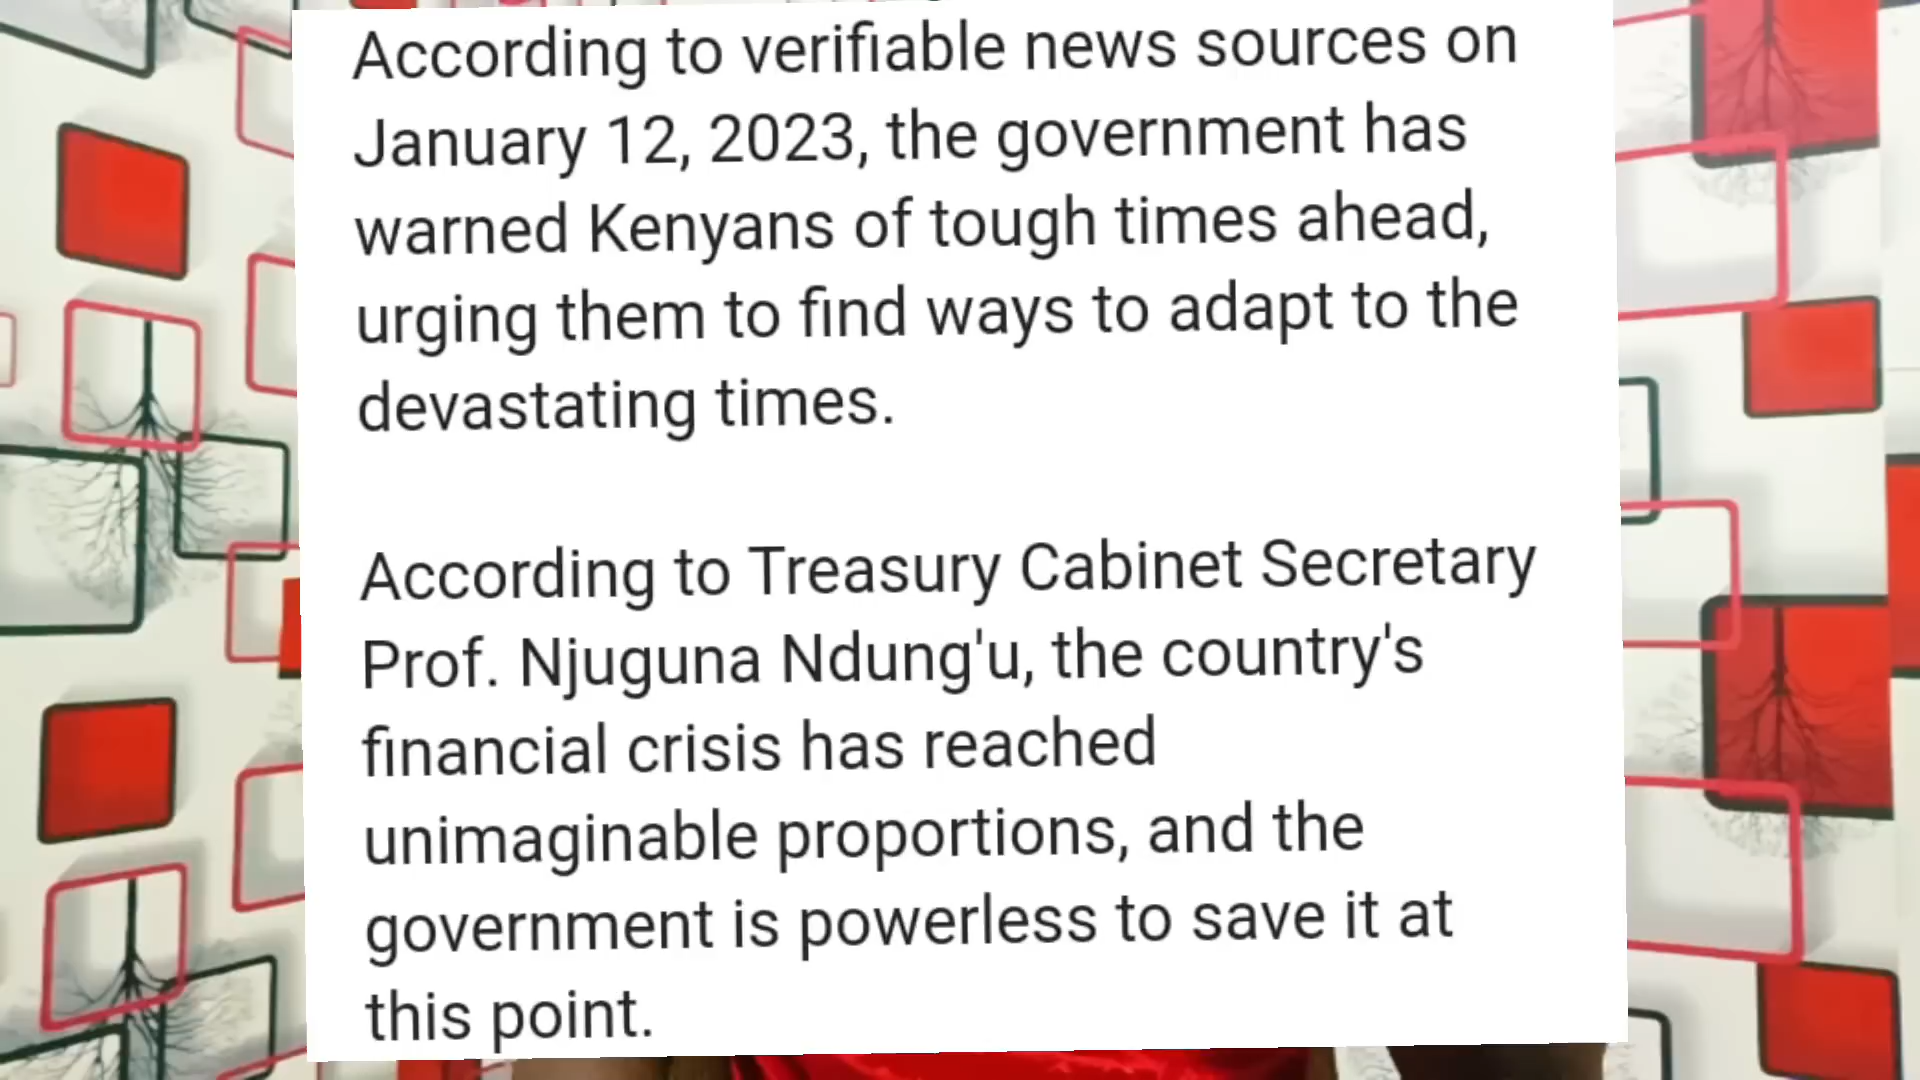 According to verifiable news sources on
January 12, 2023, the government has
warned Kenyans of tough times ahead,
urging them to find ways to adapt to the
devastating times.
According to Treasury Cabinet Secretary
Prof. Njuguna Ndung'u, the country's
financial crisis has reached
unimaginable proportions, and the
government is powerless to save it at
this point.